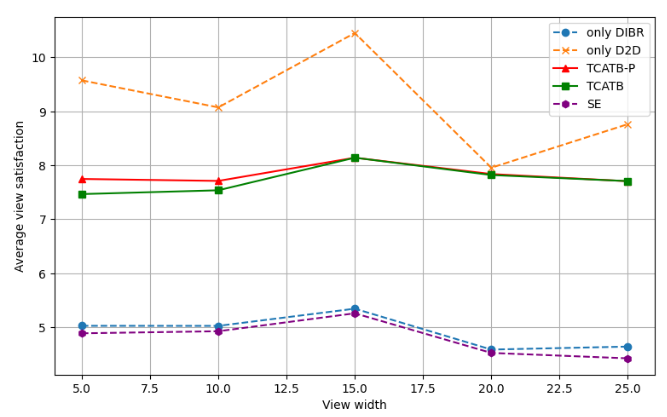 only DIBR
only D2D
TCATB-P
TCATB
SE
Average view satisfaction
10
9
8
7
6
5
5.0 7.5 10.0 12.5 15.0 17.5 20.0 22.5 25.0
View width